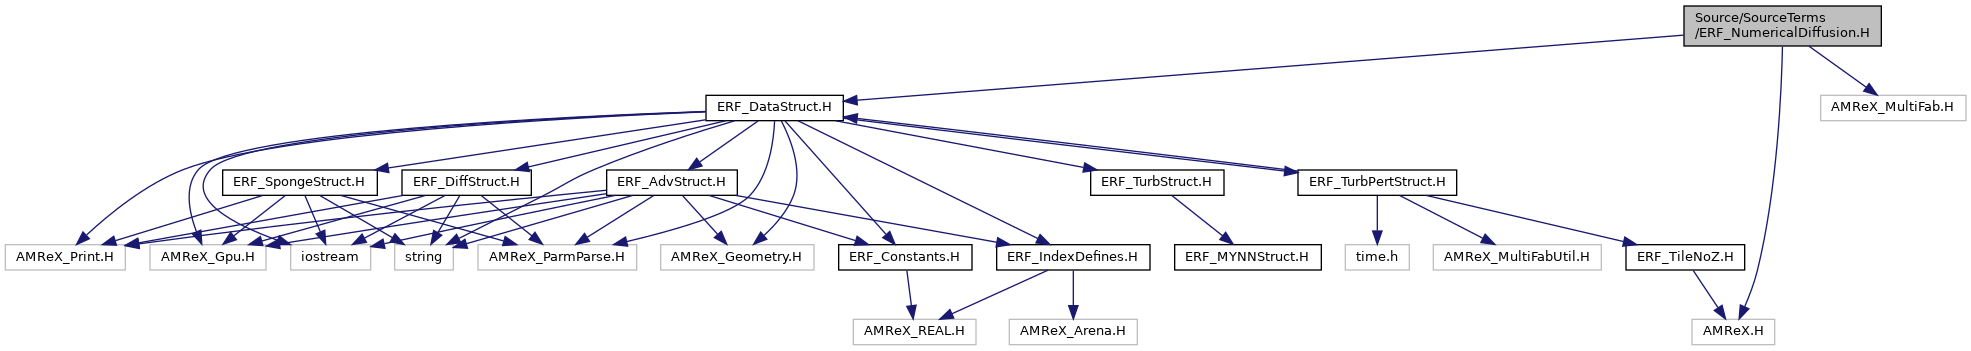 Source/SourceTerms
/ERF_NumericalDiffusion.H
ERF_DataStruct.H
AMReX_MultiFab.H
ERF_SpongeStruct.H
ERF_DiffStruct.H
ERF_AdvStruct.H
ERF_TurbStruct.H
ERF_TurbPertStruct.H
AMReX_Print.H
AMReX_Gpu.H
iostream
string
AMReX_ParmParse.H
AMReX_Geometry.H
ERF_Constants.H
ERF_IndexDefines.H
ERF_MYNNStruct.H
time.h
AMReX_MultiFabUtil.H
ERF_TileNoZ.H
AMReX_REAL.H
AMReX_Arena.H
AMReX.H